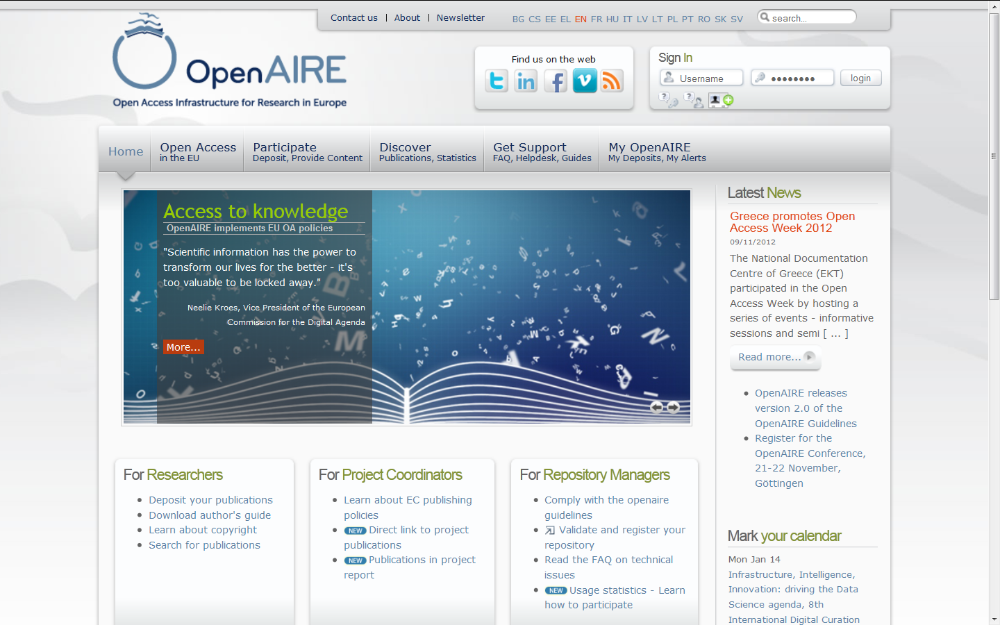 Contact us | About | Newsletter
BG CS EE EL EN FR HU IT LV LT PL PT RO SK SV
search...
OpenAIRE
Open Access Infrastructure for Research in Europe
Find us on the web
Sign In
Username
login
Home
Open Access
in the EU
Participate
Deposit, Provide Content
Discover
Publications, Statistics
Get Support
FAQ, Helpdesk, Guides
My OpenAIRE
My Deposits, My Alerts
Access to knowledge
OpenAIRE implements EU OA policies
"Scientific information has the power to
transform our lives for the better - it's
too valuable to be locked away."
Neelie Kroes, Vice President of the European
Commission for the Digital Agenda
More...
Latest News
Greece promotes Open
Access Week 2012
09/11/2012
The National Documentation
Centre of Greece (EKT)
participated in the Open
Access Week by hosting a
series of events - informative
sessions and semi [ ... ]
Read more...
OpenAIRE releases
version 2.0 of the
OpenAIRE Guidelines
Register for the
OpenAIRE Conference,
21-22 November,
Göttingen
For Researchers
Deposit your publications
Download author's guide
Learn about copyright
Search for publications
For Project Coordinators
Learn about EC publishing
policies
NEW Direct link to project
publications
NEW Publications in project
report
For Repository Managers
Comply with the openaire
guidelines
Validate and register your
repository
Read the FAQ on technical
issues
NEW Usage statistics - Learn
how to participate
Mark your calendar
Mon Jan 14
Infrastructure, Intelligence,
Innovation: driving the Data
Science agenda, 8th
International Digital Curation